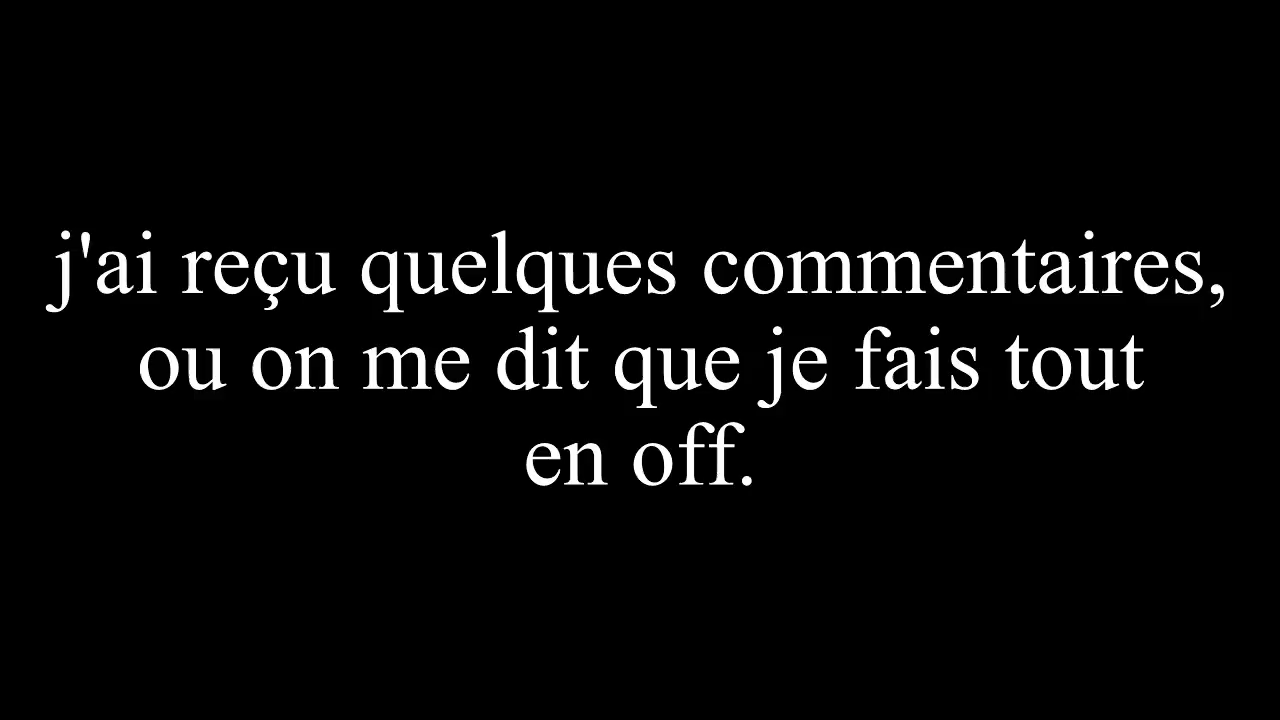 j'ai reçu quelques commentaires,
ou on me dit que je fais tout
en off.